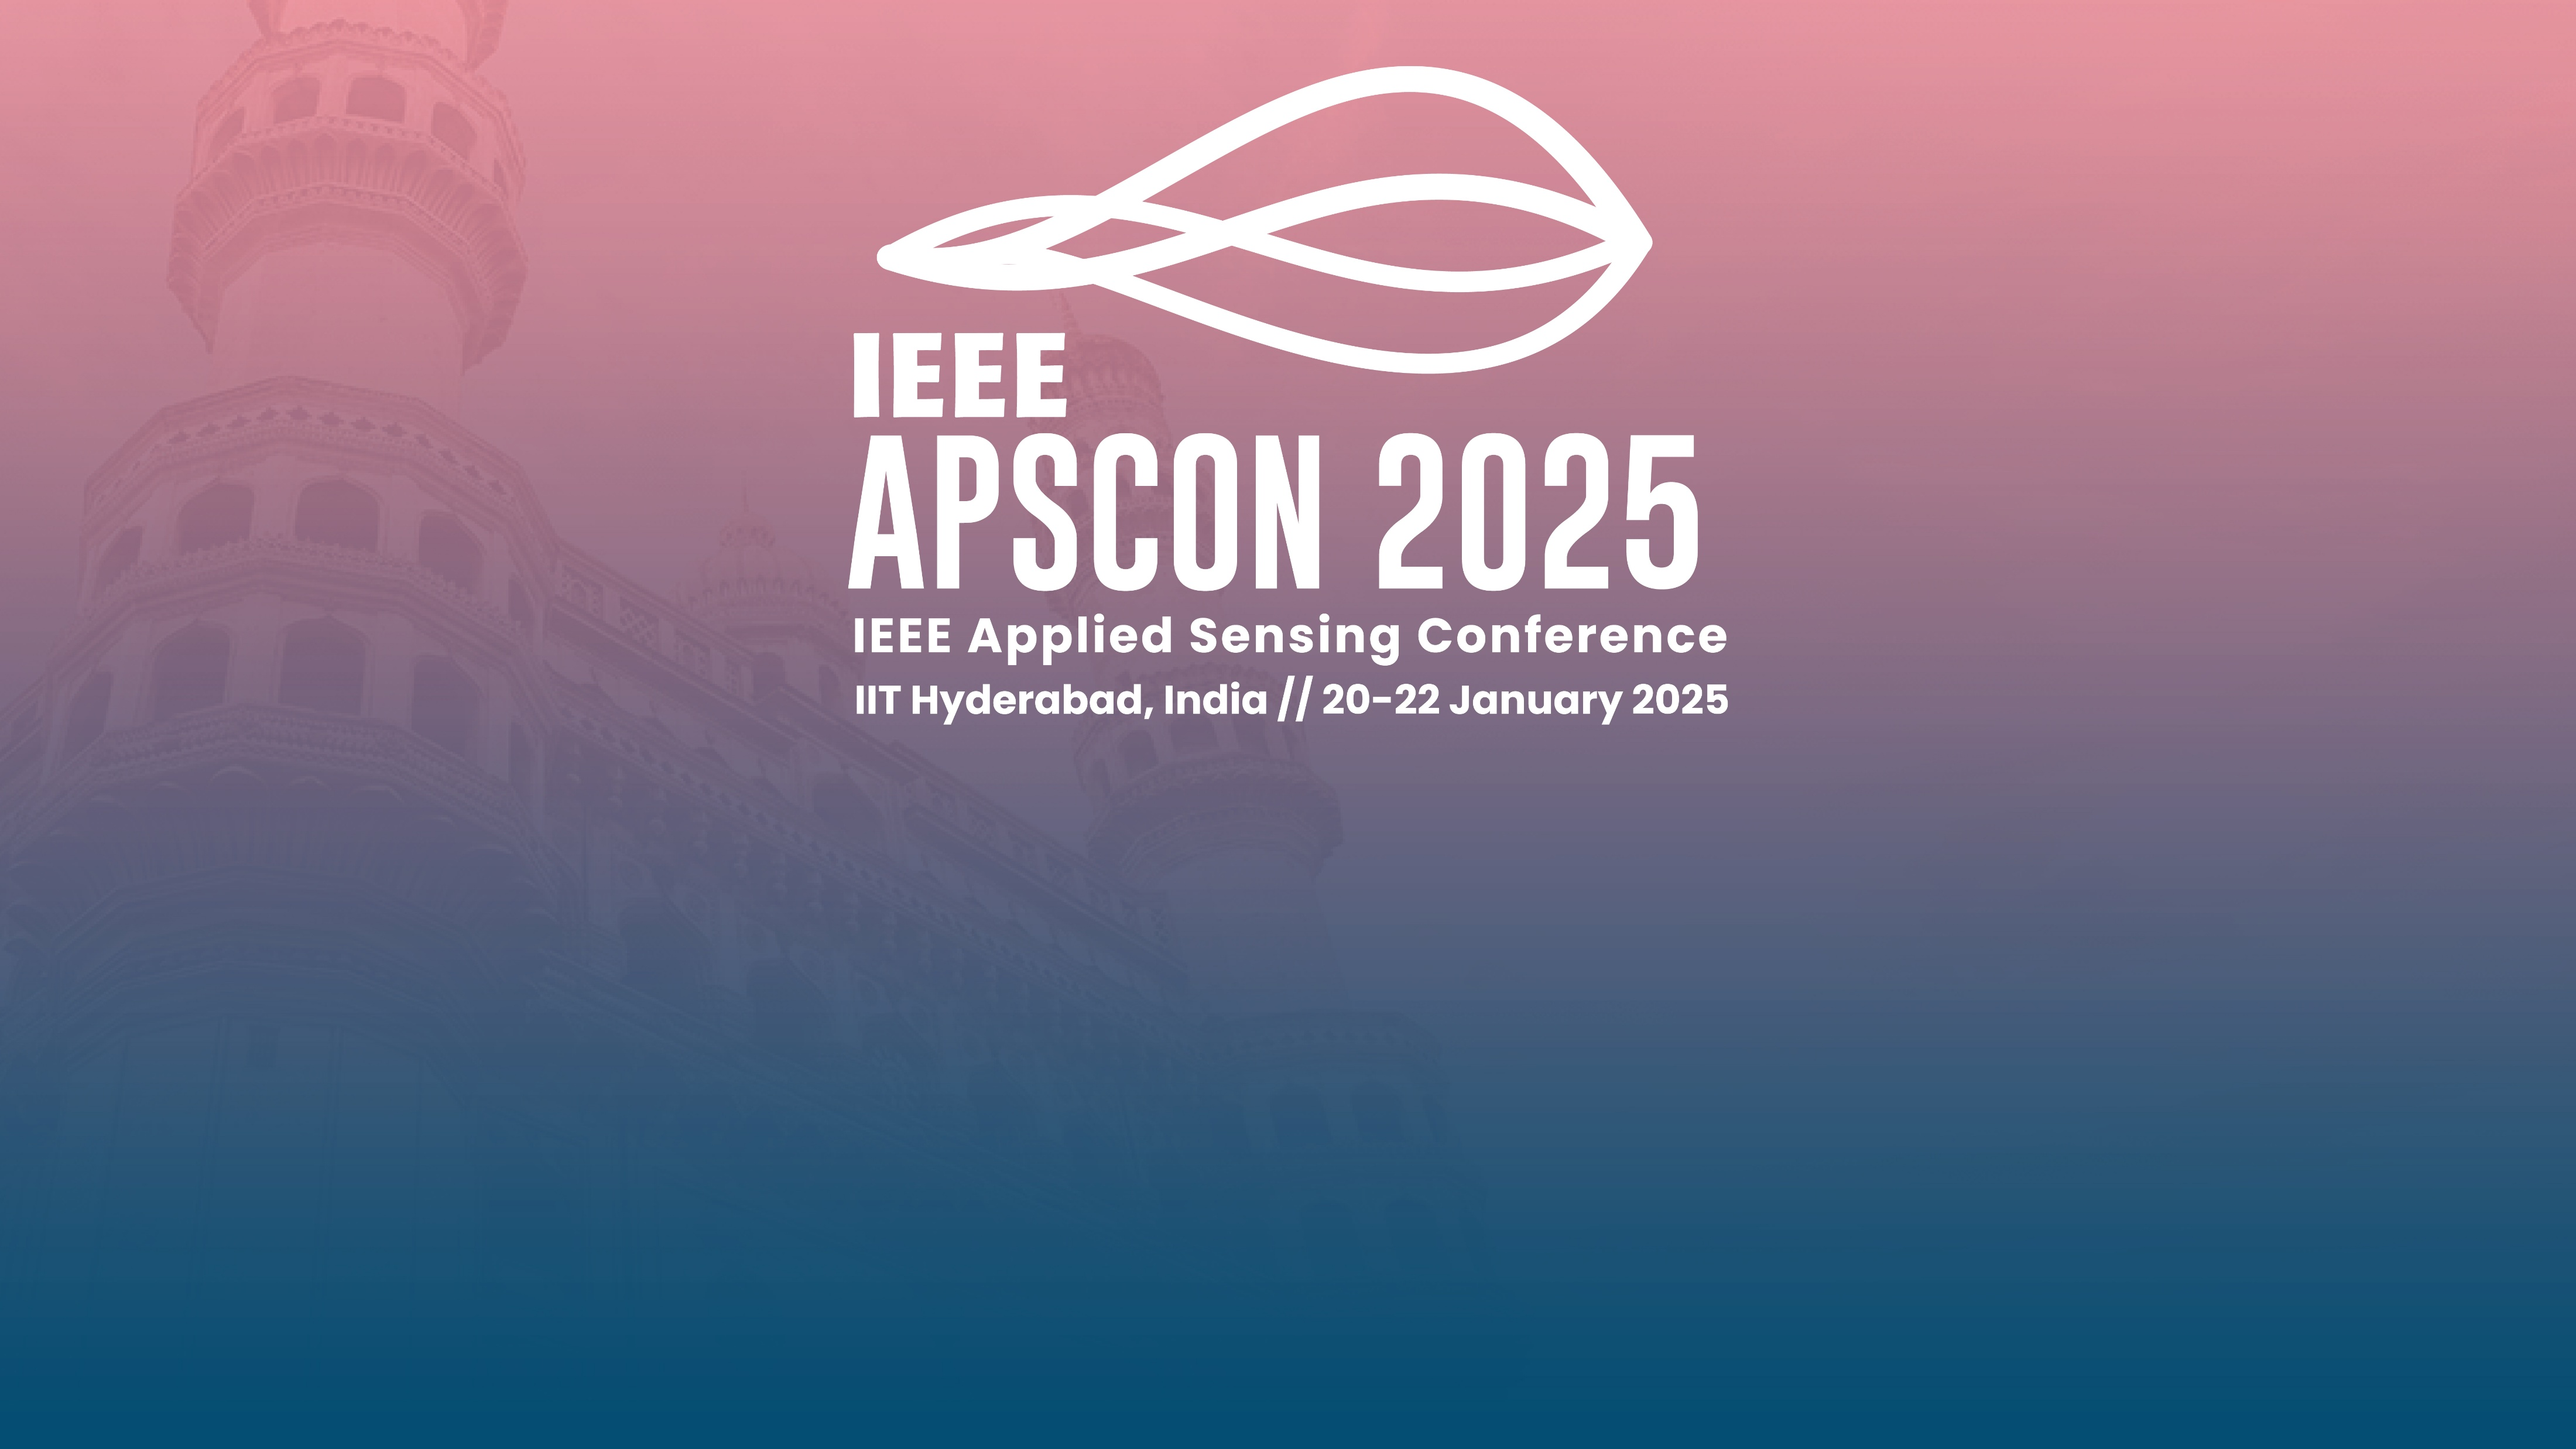 IEEE
APSCON 2025
IEEE Applied Sensing Conference
IIT Hyderabad, India // 20-22 January 2025